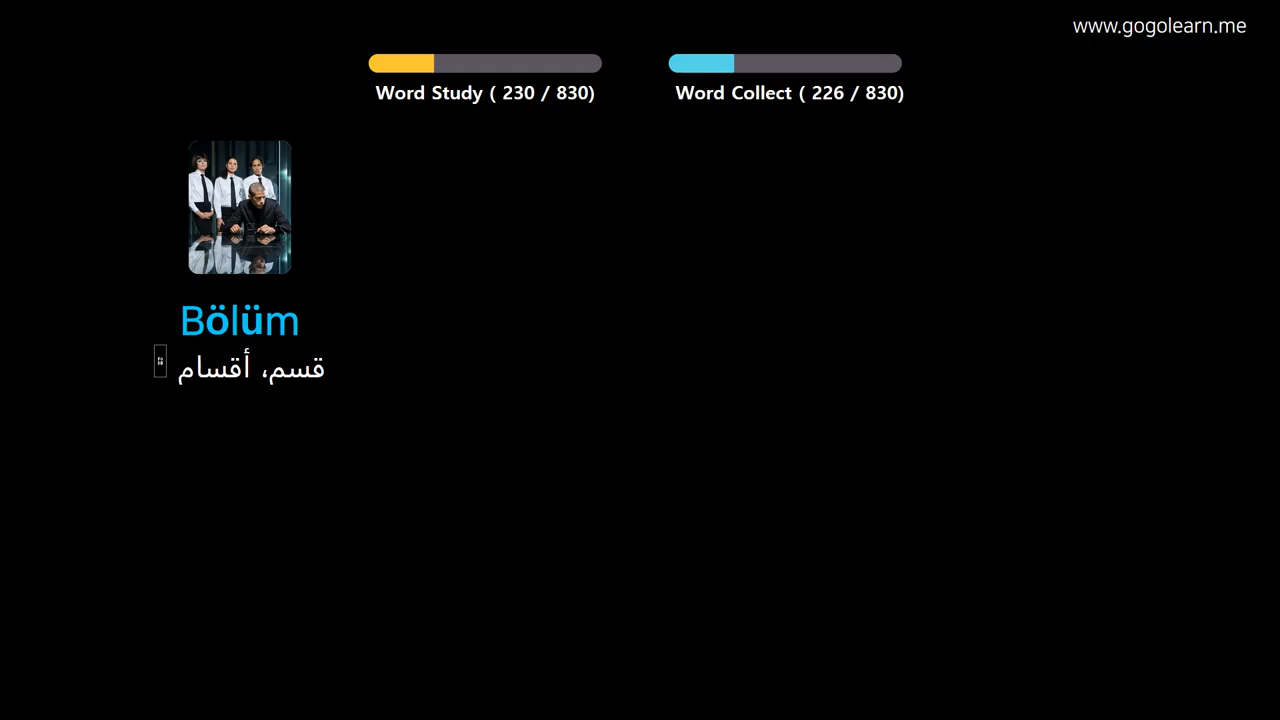 www.gogolearn.me
Word Study ( 230 / 830)
Word Collect ( 226 / 830)
Bölüm
قسم، أقسام